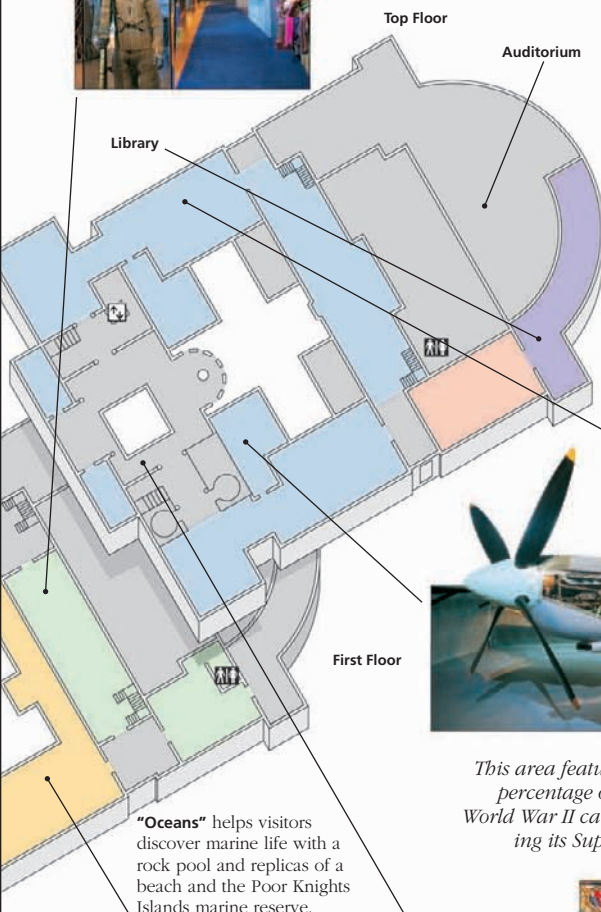 Top Floor
Auditorium
Library
First Floor
This area featu
percentage o
World War II ca
ing its Sup
"Oceans" helps visitors
discover marine life with a
rock pool and replicas of a
beach and the Poor Knights
Islands marine reserve.